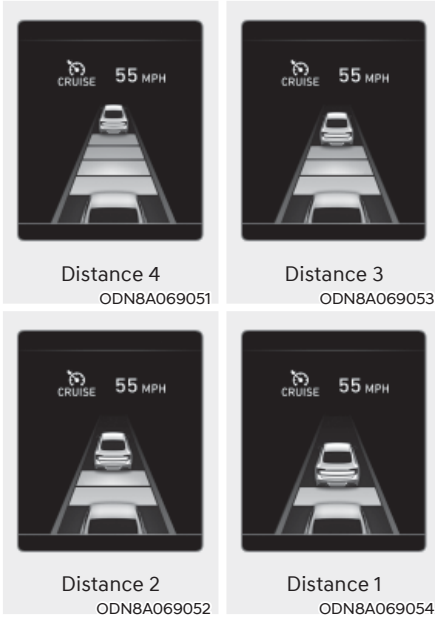 CRUISE 55 MPH
Distance 4
ODN8A069051
CRUISE 55 MPH
Distance 3
ODN8A069053
CRUISE 55 MPH
Distance 2
ODN8A069052
CRUISE 55 MPH
Distance 1
ODN8A069054